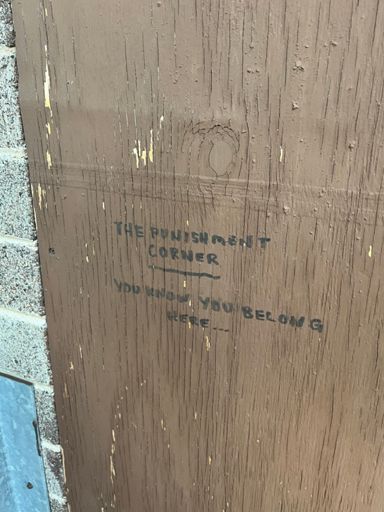 THE PUNISHMENT
CORNER
YOU KNOW YOU BELONG
HERE...